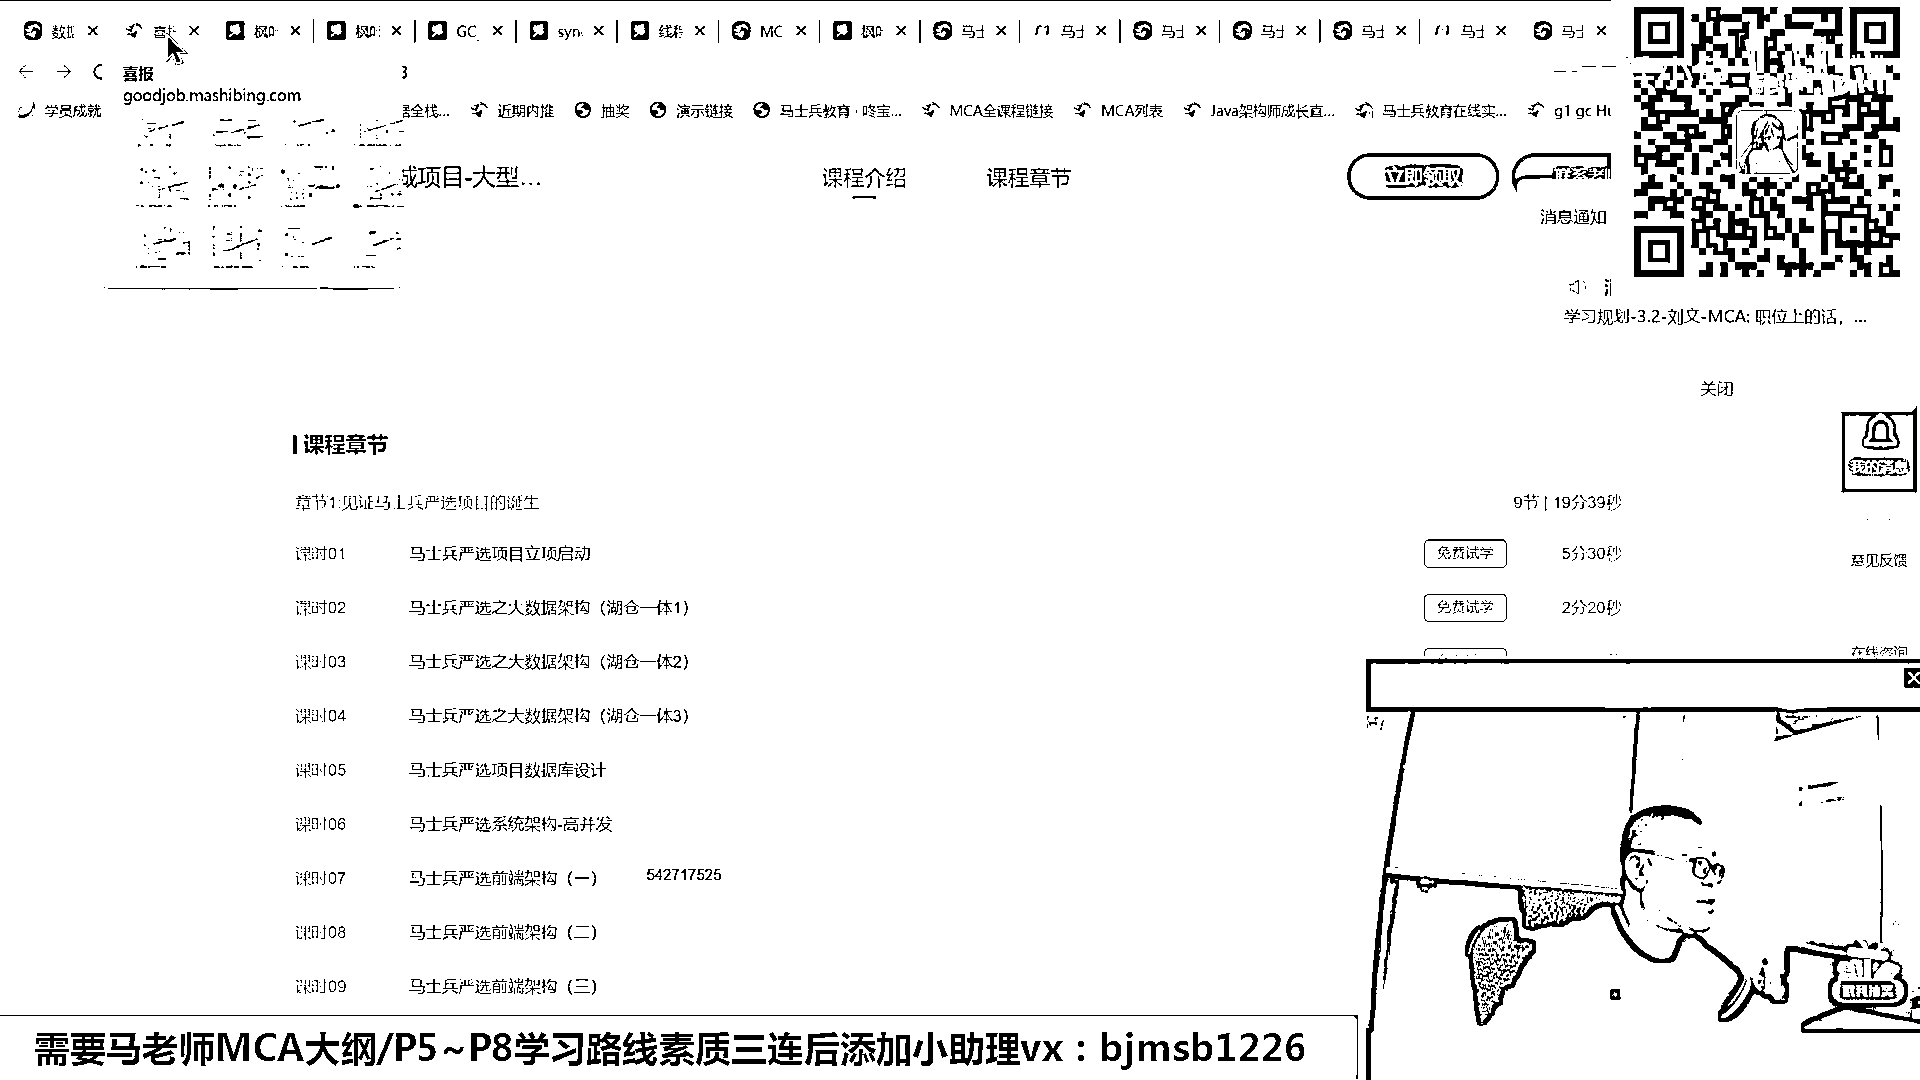 数据
喜报
枫叶
GC
syn
线程
MC
枫叶
马士
马士
马士
马士
马士
马士
马士
喜报
goodjob.mashibing.com
学员成就
居全栈...
近期内推
抽奖
演示链接
马士兵教育·咚宝...
MCA全课程链接
MCA列表
Java架构师成长直...
马士兵教育在线实...
g1 gc Hu
成项目-大型...
课程介绍
课程章节
立即领取
消息通知
学习规划-3.2-刘文-MCA: 职位上的话，...
关闭
我的消息
课程章节
章节1:见证马士兵严选项目的诞生
9节 | 19分39秒
课时01 马士兵严选项目立项启动 免费试学 5分30秒
意见反馈
课时02 马士兵严选之大数据架构（湖仓一体1） 免费试学 2分20秒
在线咨询
课时03 马士兵严选之大数据架构（湖仓一体2）
课时04 马士兵严选之大数据架构（湖仓一体3）
课时05 马士兵严选项目数据库设计
课时06 马士兵严选系统架构-高并发
课时07 马士兵严选前端架构（一） 542717525
课时08 马士兵严选前端架构（二）
课时09 马士兵严选前端架构（三）
需要马老师MCA大纲/P5~P8学习路线素质三连后添加小助理vx：bjmsb1226